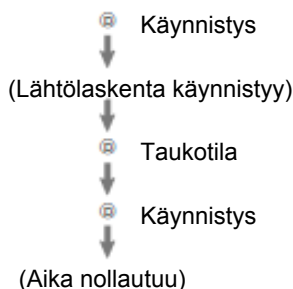 Käynnistys
(Lähtölaskenta käynnistyy)
Taukotila
Käynnistys
(Aika nollautuu)